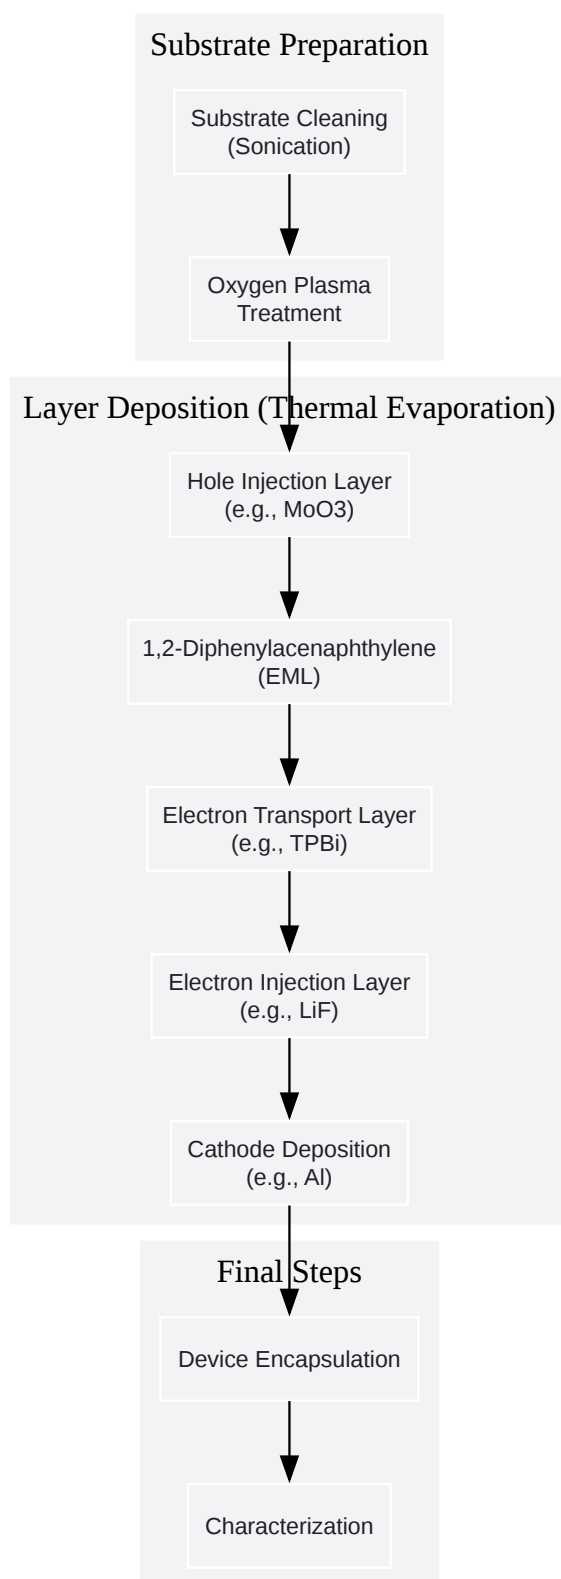 Substrate Preparation
Substrate Cleaning
(Sonication)
Oxygen Plasma
Treatment
Layer Deposition (Thermal Evaporation)
Hole Injection Layer
(e.g., MoO3)
1,2-Diphenylacenaphthylene
(EML)
Electron Transport Layer
(e.g., TPBi)
Electron Injection Layer
(e.g., LiF)
Cathode Deposition
(e.g., Al)
Final Steps
Device Encapsulation
Characterization